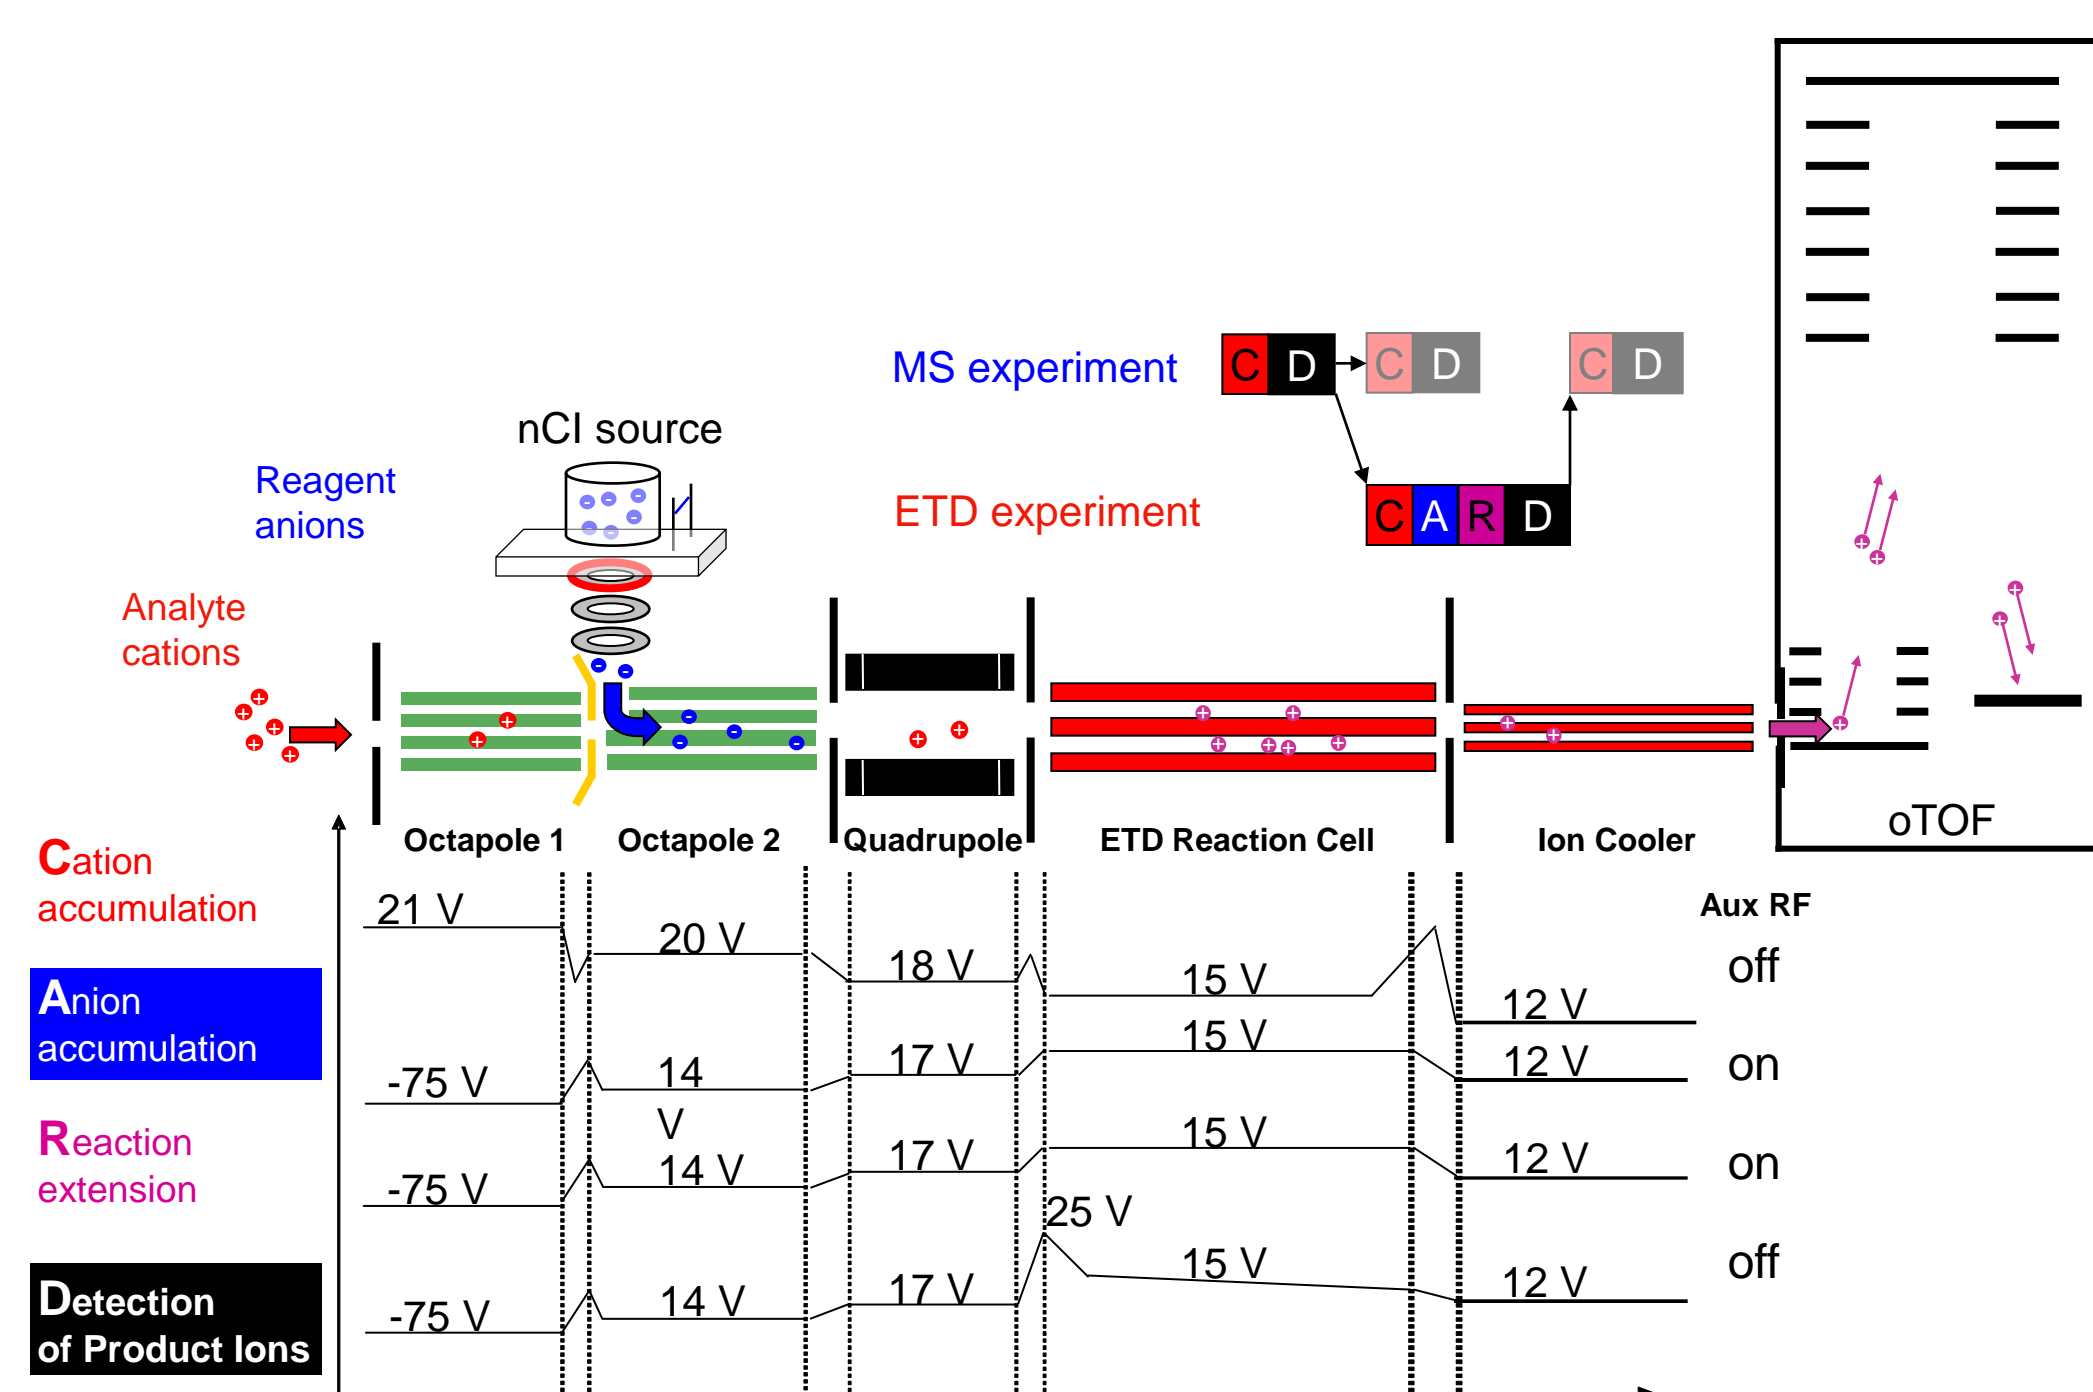 MS experiment
C D
C D
C D
nCI source
Reagent
anions
ETD experiment
C A R D
Analyte
cations
oTOF
Octapole 1
Octapole 2
Quadrupole
ETD Reaction Cell
Ion Cooler
Cation
accumulation
Aux RF
21 V
20 V
18 V
15 V
12 V
off
Anion
accumulation
-75 V
14
V
17 V
15 V
12 V
on
Reaction
extension
-75 V
14 V
17 V
15 V
12 V
on
25 V
Detection
of Product Ions
-75 V
14 V
17 V
15 V
12 V
off